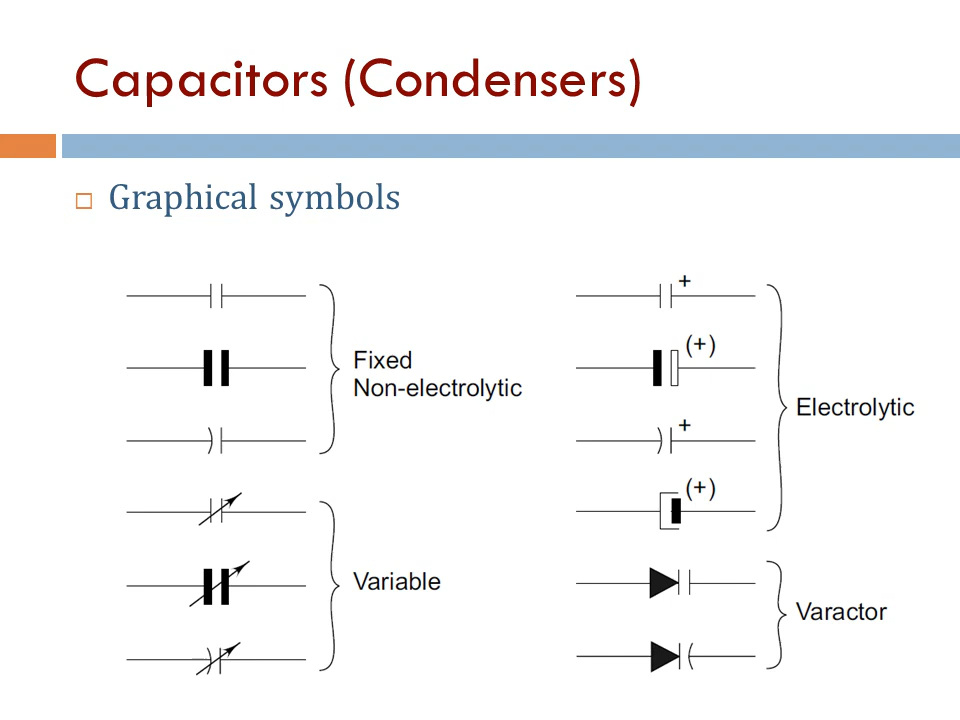 Capacitors (Condensers)
Graphical symbols
Fixed
Non-electrolytic
Variable
+
(+)
+
(+)
Electrolytic
Varactor